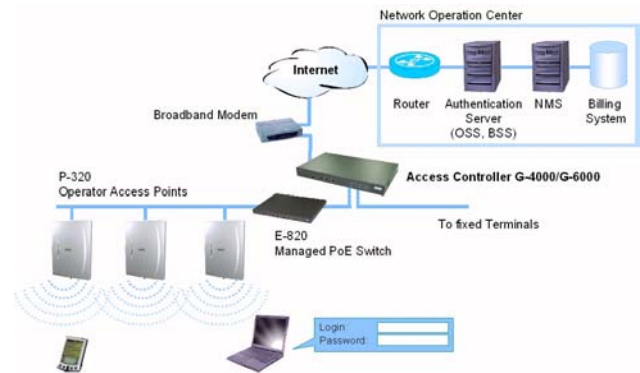 Network Operation Center
Internet
Router
Authentication
Server
(OSS, BSS)
NMS
Billing
System
Broadband Modem
P-320
Operator Access Points
Access Controller G-4000/G-6000
E-820
Managed PoE Switch
To fixed Terminals
Login:
Password: